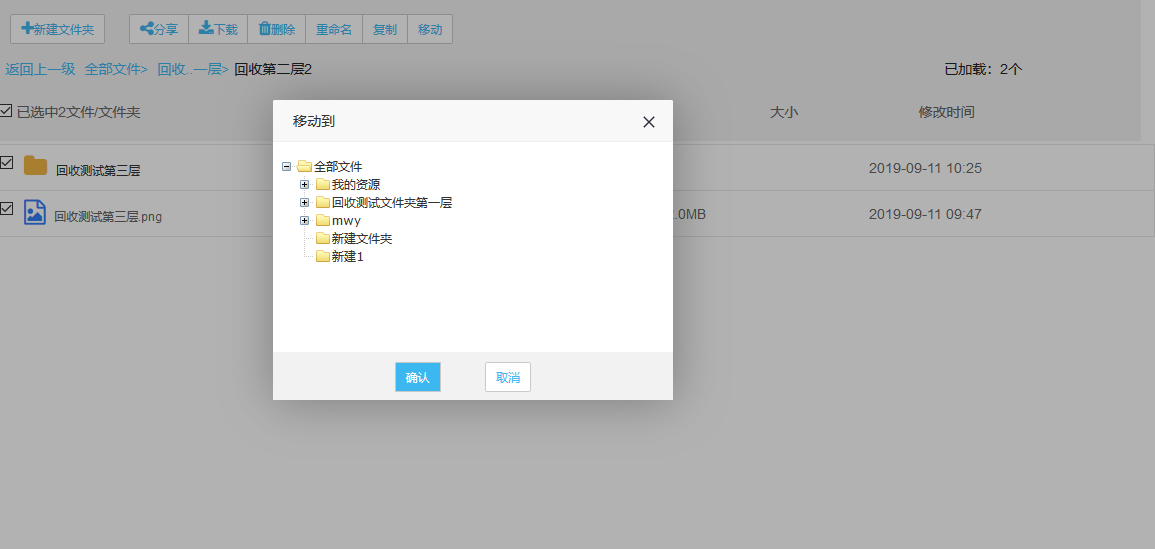 新建文件夹 分享 下载 删除 重命名 复制 移动
返回上一级 全部文件> 回收..一层> 回收第二层2 已加载：2个
已选中2文件/文件夹 大小 修改时间
回收测试第三层 2019-09-11 10:25
回收测试第三层.png .0MB 2019-09-11 09:47
移动到
全部文件
我的资源
回收测试文件夹第一层
mwy
新建文件夹
新建1
确认 取消